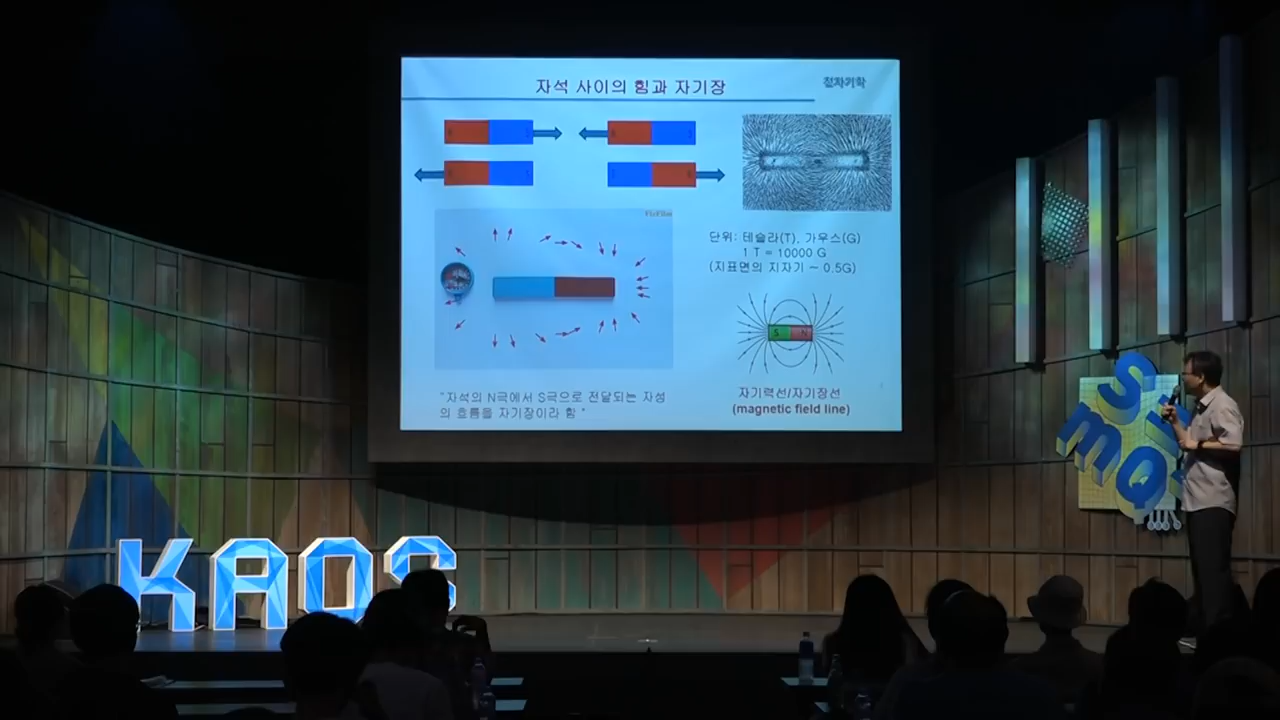 자석 사이의 힘과 자기장
전자기학
단위: 테슬라(T), 가우스(G)
1 T = 10000 G
(지표면의 지자기 ~ 0.5G)
S N
자기력선/자기장선
(magnetic field line)
"자석의 N극에서 S극으로 전달되는 자성
의 흐름을 자기장이라 함 "
KAOS